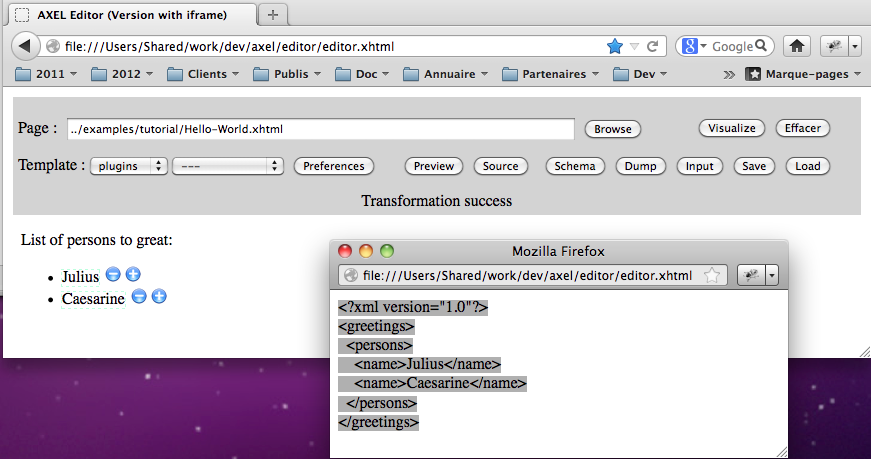 AXEL Editor (Version with iframe)
file:///Users/Shared/work/dev/axel/editor/editor.xhtml
Google
2011 2012 Clients Publis Doc Annuaire Partenaires Dev » Marque-pages
Page : ../examples/tutorial/Hello-World.xhtml Browse Visualize Effacer
Template : plugins --- Preferences Preview Source Schema Dump Input Save Load
Transformation success
List of persons to great:
• Julius
• Caesarine
Mozilla Firefox
file:///Users/Shared/work/dev/axel/editor/editor.xhtml
<?xml version="1.0"?>
<greetings>
<persons>
<name>Julius</name>
<name>Caesarine</name>
</persons>
</greetings>